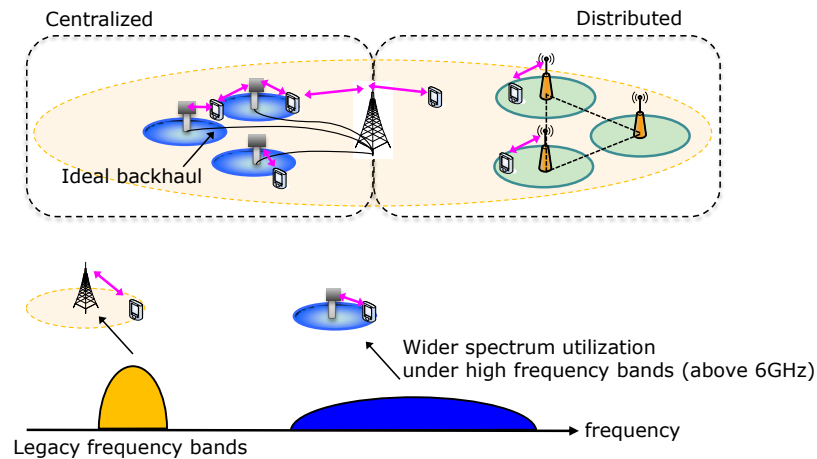 Centralized
Distributed
Ideal backhaul
Wider spectrum utilization
under high frequency bands (above 6GHz)
frequency
Legacy frequency bands